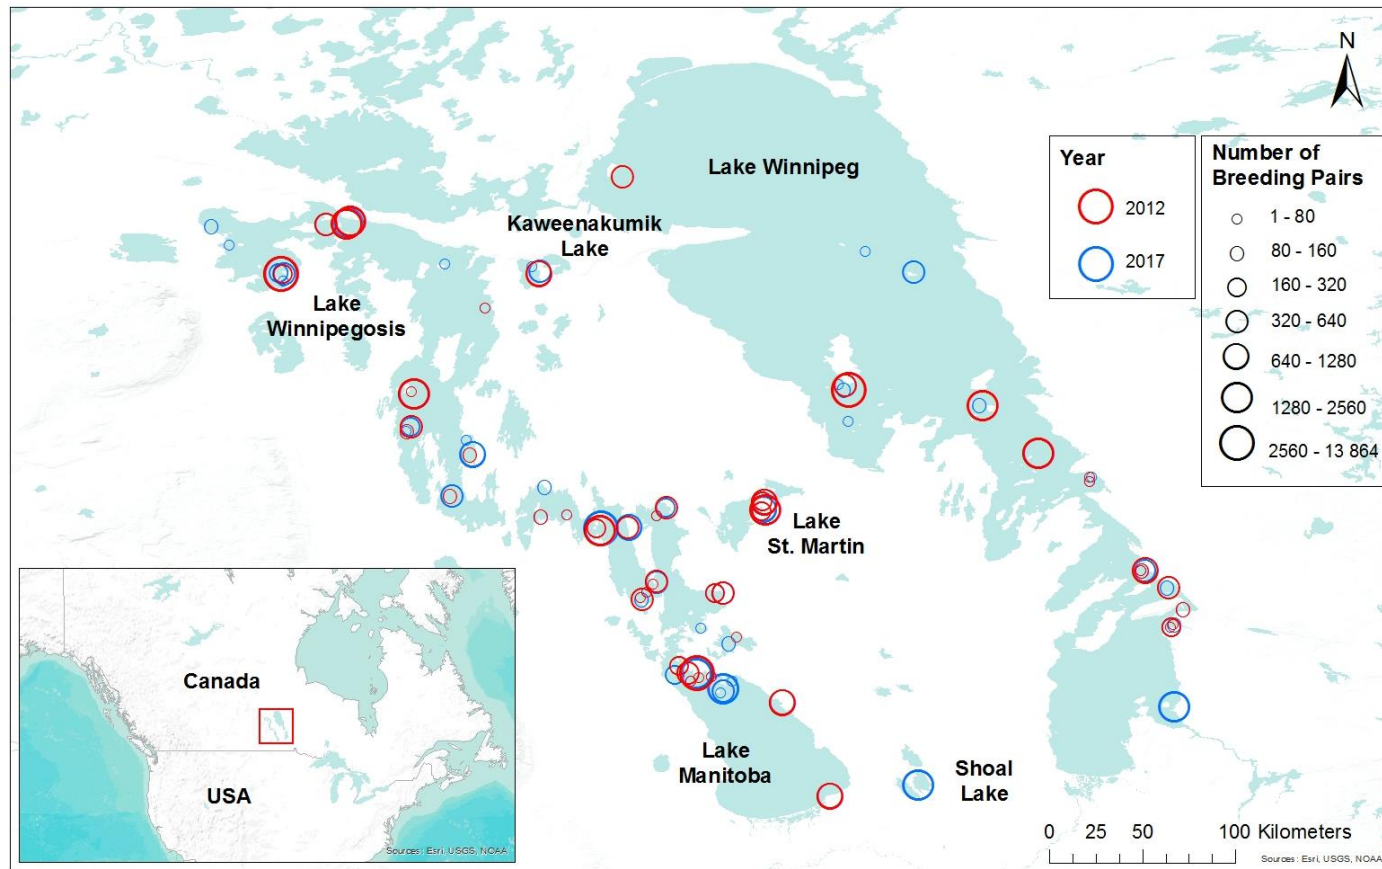 N
Lake Winnipeg
Kaweenakumik
Lake
Lake
Winnipegosis
Lake
St. Martin
Lake
Manitoba
Shoal
Lake
Year
2012
2017
Number of
Breeding Pairs
1 - 80
80 - 160
160 - 320
320 - 640
640 - 1280
1280 - 2560
2560 - 13 864
Canada
USA
Sources: Esri, USGS, NOAA
0 25 50 100 Kilometers
Sources: Esri, USGS, NOAA